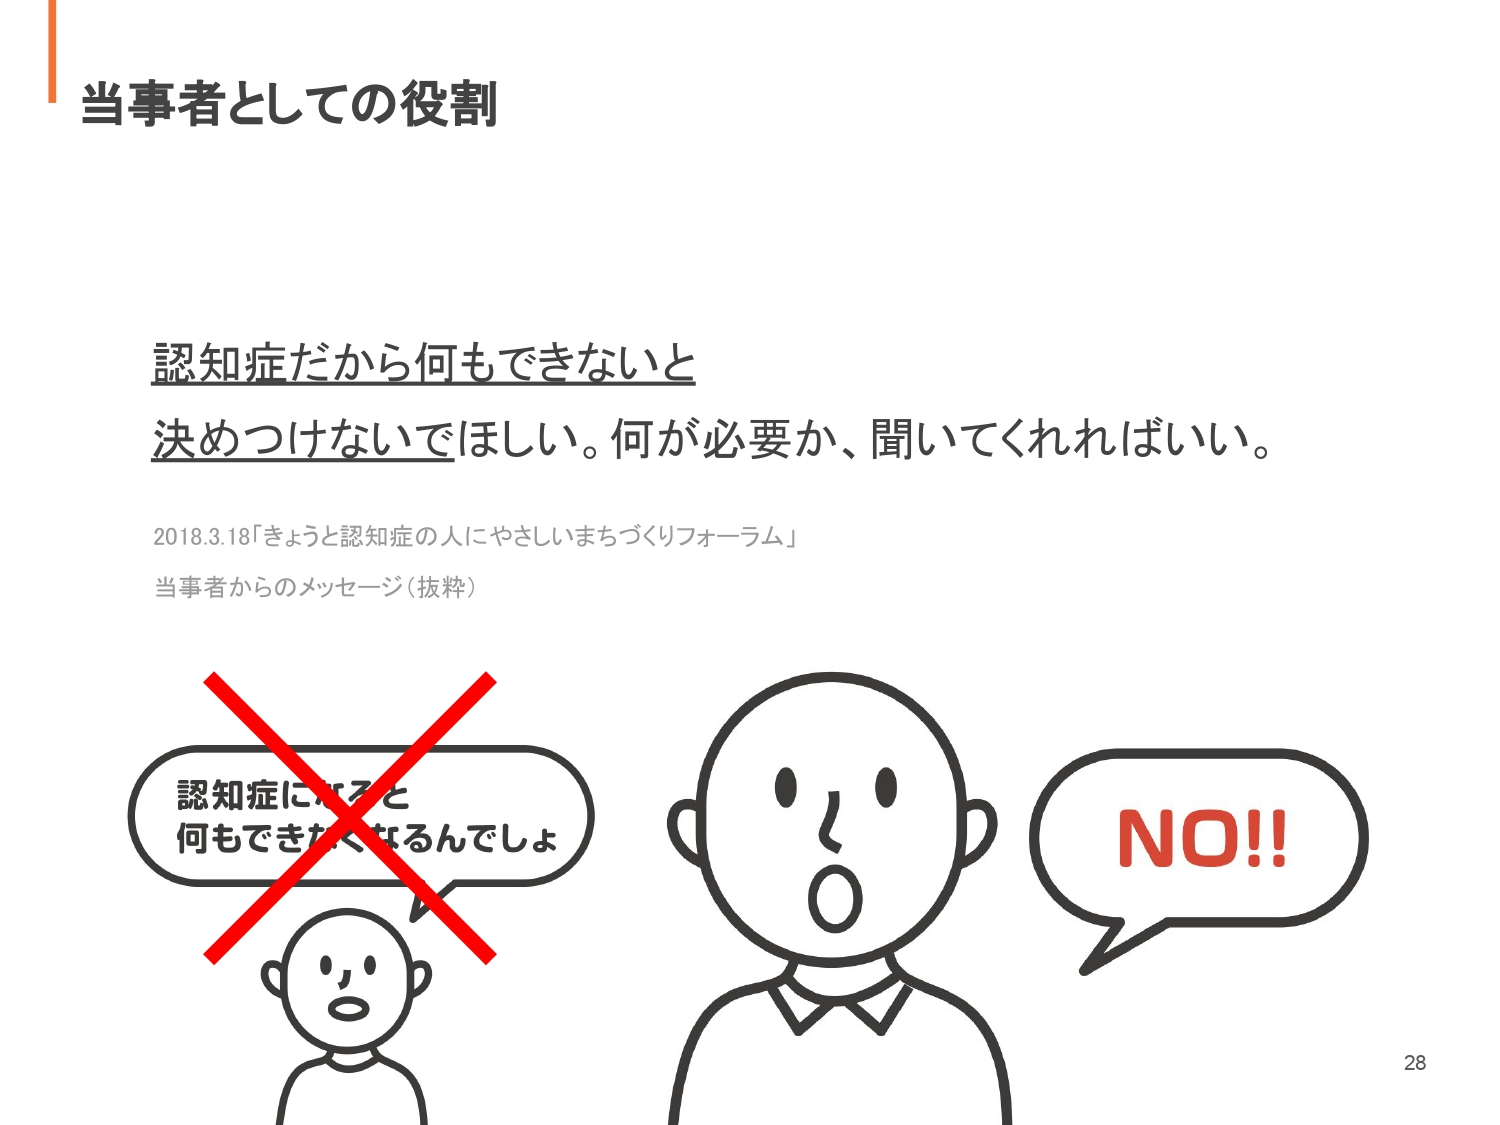 当事者としての役割
認知症だから何もできないと
決めつけないでほしい。何が必要か、聞いてくれればいい。
2018.3.18「きょうと認知症の人にやさしいまちづくりフォーラム」
当事者からのメッセージ（抜粋）
認知症になると
何もできなくなるんでしょ
NO!!
28